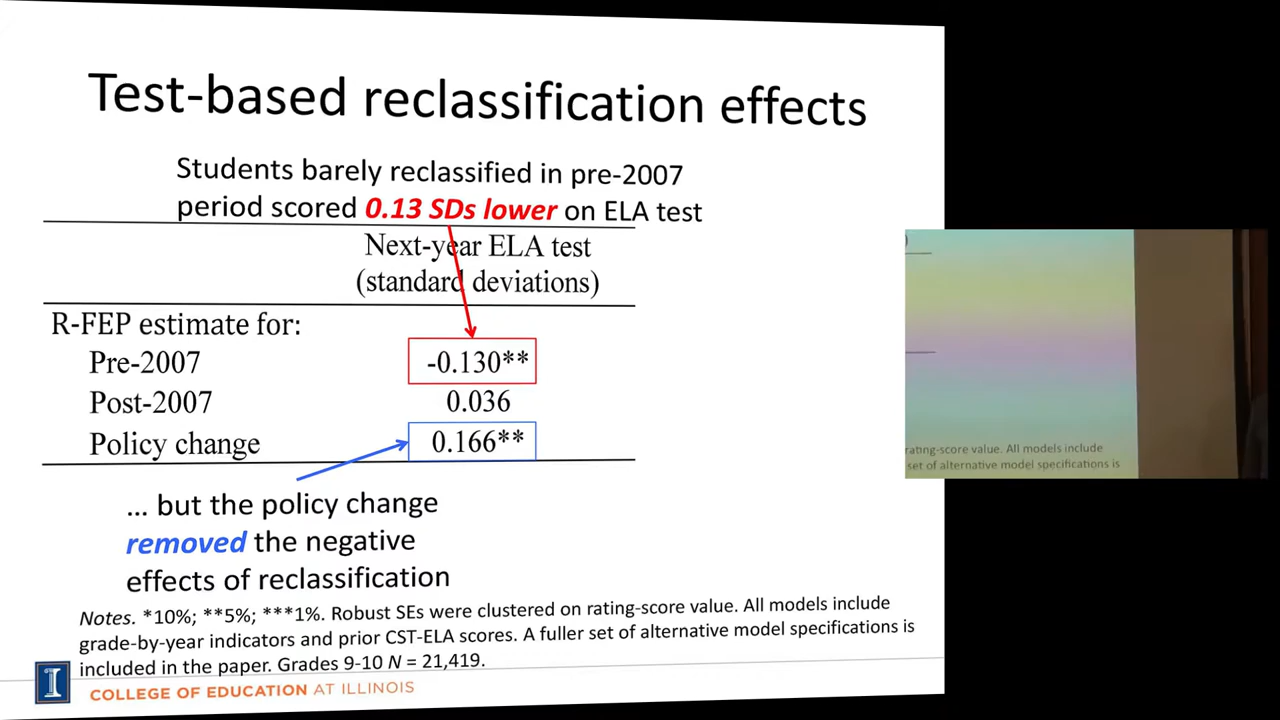 Test-based reclassification effects
Students barely reclassified in pre-2007
period scored 0.13 SDs lower on ELA test
Next-year ELA test
(standard deviations)
R-FEP estimate for:
Pre-2007 -0.130**
Post-2007 0.036
Policy change 0.166**
... but the policy change
removed the negative
effects of reclassification
Notes. *10%; **5%; ***1%. Robust SEs were clustered on rating-score value. All models include
grade-by-year indicators and prior CST-ELA scores. A fuller set of alternative model specifications is
included in the paper. Grades 9-10 N = 21,419.
I
COLLEGE OF EDUCATION AT ILLINOIS
rating-score value. All models include
set of alternative model specifications is